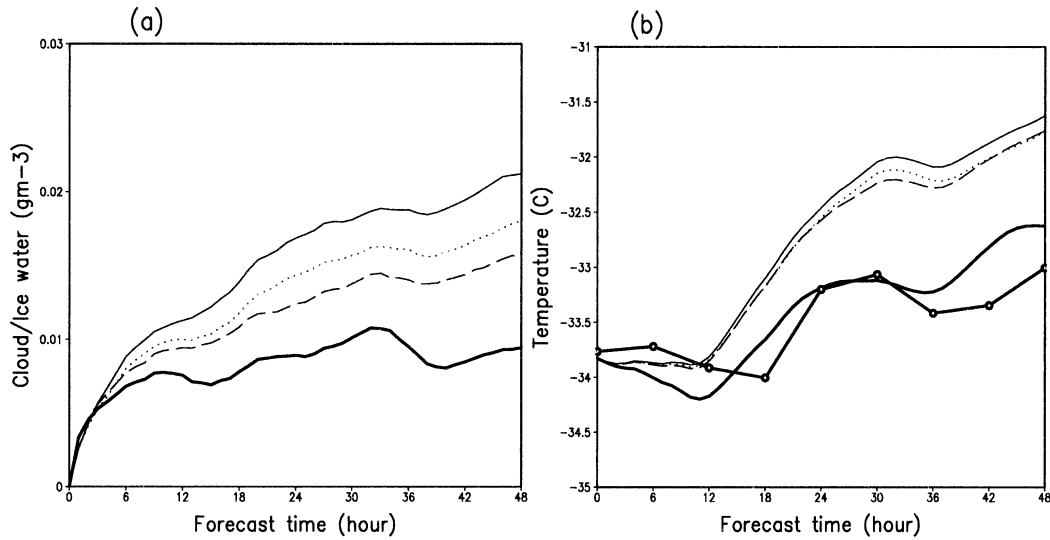 (a)
0.03
0.02
0.01
0
Cloud/Ice water (gm-3)
0 6 12 18 24 30 36 42 48
Forecast time (hour)
(b)
-31
-31.5
-32
-32.5
-33
-33.5
-34
-34.5
-35
Temperature (C)
0 6 12 18 24 30 36 42 48
Forecast time (hour)